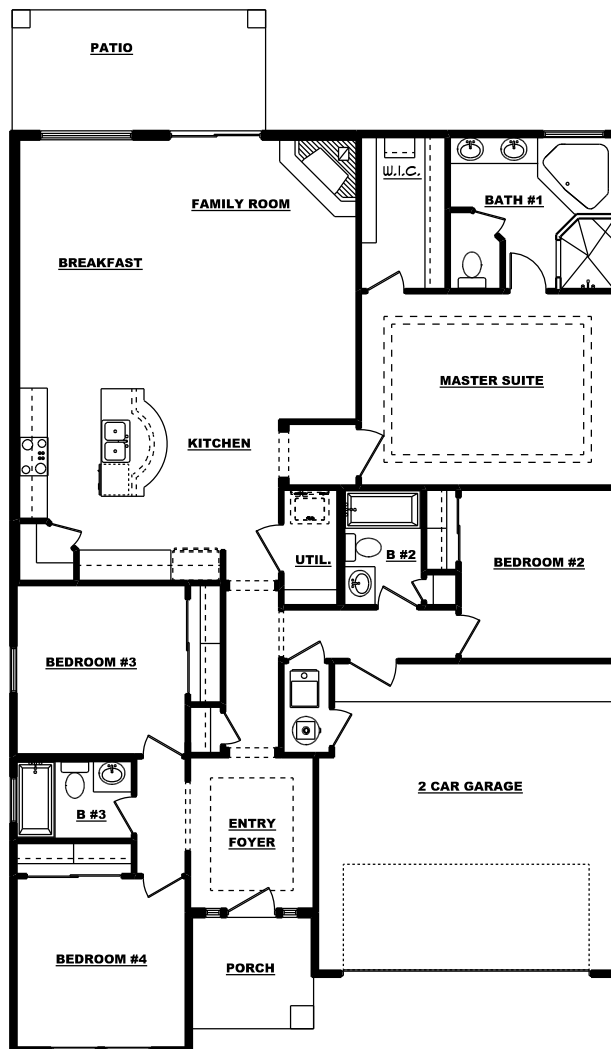 PATIO
W.I.C.
FAMILY ROOM
BATH #1
BREAKFAST
MASTER SUITE
KITCHEN
UTIL.
B #2
BEDROOM #2
BEDROOM #3
2 CAR GARAGE
B #3
ENTRY
FOYER
BEDROOM #4
PORCH